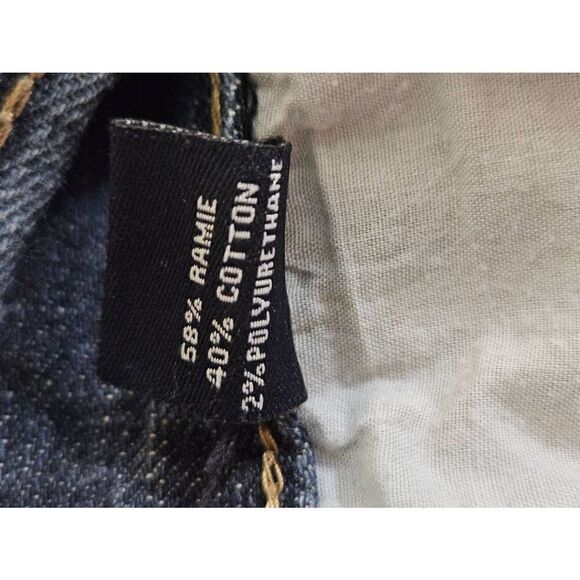 58% RAMIE
40% COTTON
2% POLYURETHANE